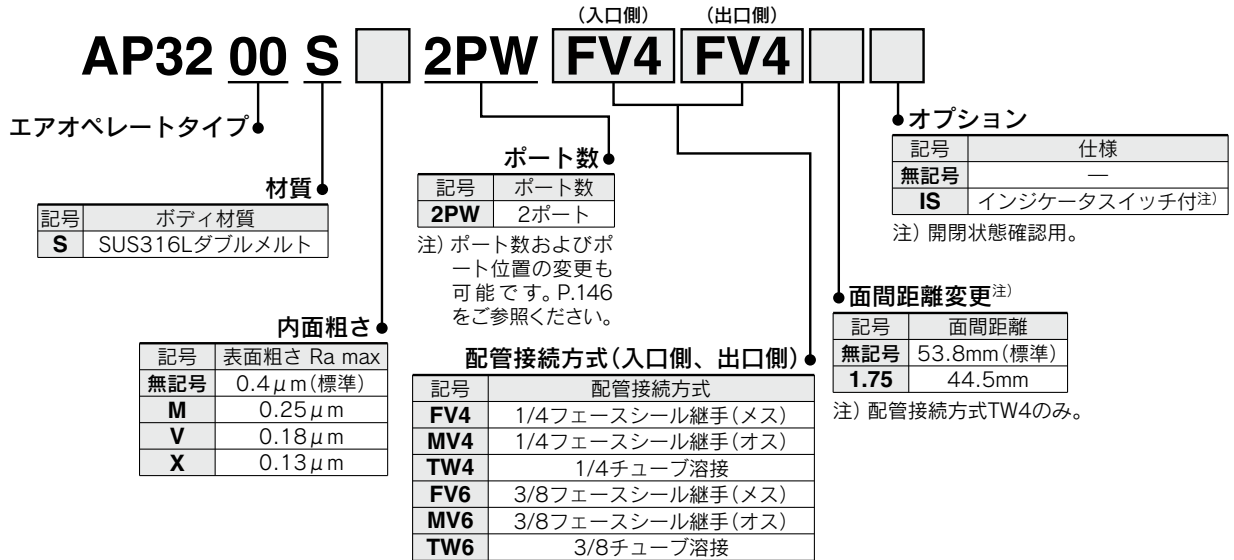 (入口側) (出口側)
AP32 00 S 2PW FV4 FV4
エアオペレートタイプ
材質
記号 ボディ材質
S SUS316Lダブルメルト
内面粗さ
記号 表面粗さ Ra max
無記号 0.4μm(標準)
M 0.25μm
V 0.18μm
X 0.13μm
ポート数
記号 ポート数
2PW 2ポート
注)ポート数およびポ
ート位置の変更も
可能です。P.146
をご参照ください。
配管接続方式(入口側、出口側)
記号 配管接続方式
FV4 1/4フェースシール継手(メス)
MV4 1/4フェースシール継手(オス)
TW4 1/4チューブ溶接
FV6 3/8フェースシール継手(メス)
MV6 3/8フェースシール継手(オス)
TW6 3/8チューブ溶接
オプション
記号 仕様
無記号 —
IS インジケータスイッチ付注)
注)開閉状態確認用。
面間距離変更注)
記号 面間距離
無記号 53.8mm(標準)
1.75 44.5mm
注)配管接続方式TW4のみ。